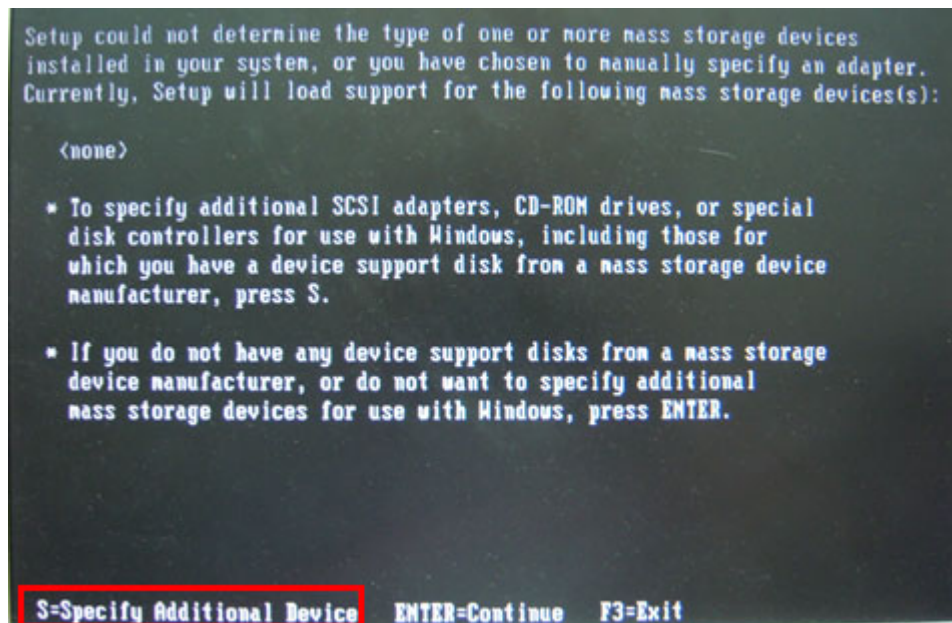 Setup could not determine the type of one or more mass storage devices
installed in your system, or you have chosen to manually specify an adapter.
Currently, Setup will load support for the following mass storage devices(s):
<none>
* To specify additional SCSI adapters, CD-ROM drives, or special
disk controllers for use with Windows, including those for
which you have a device support disk from a mass storage device
manufacturer, press S.
* If you do not have any device support disks from a mass storage
device manufacturer, or do not want to specify additional
mass storage devices for use with Windows, press ENTER.
S=Specify Additional Device ENTER=Continue F3=Exit